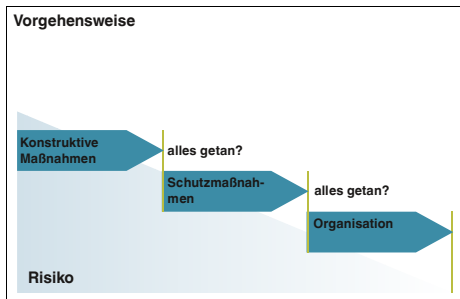 Vorgehensweise
Konstruktive
Maßnahmen
alles getan?
Schutzmaßnah-
men
alles getan?
Organisation
Risiko